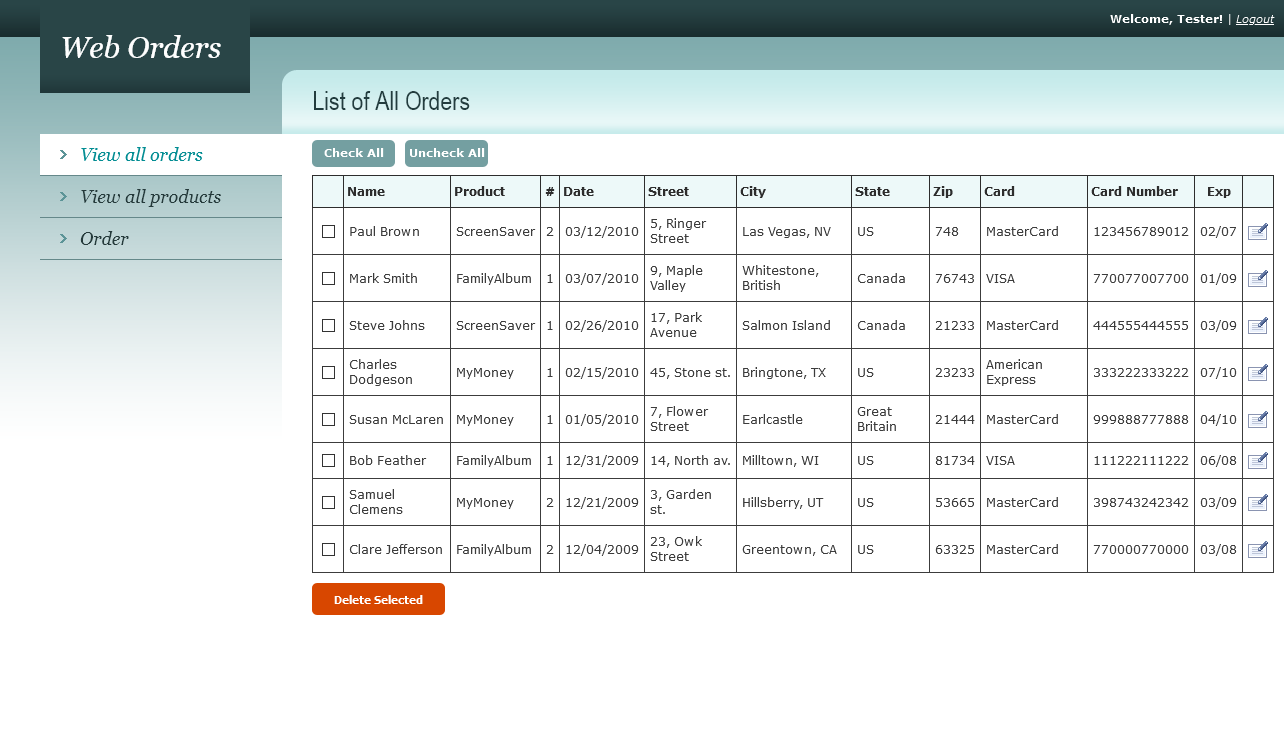 Welcome, Tester! | Logout
Web Orders
List of All Orders
View all orders
View all products
Order
Check All Uncheck All
Name Product # Date Street City State Zip Card Card Number Exp
Paul Brown ScreenSaver 2 03/12/2010 5, Ringer Street Las Vegas, NV US 748 MasterCard 123456789012 02/07
Mark Smith FamilyAlbum 1 03/07/2010 9, Maple Valley Whitestone, British Canada 76743 VISA 770077007700 01/09
Steve Johns ScreenSaver 1 02/26/2010 17, Park Avenue Salmon Island Canada 21233 MasterCard 444555444555 03/09
Charles Dodgeson MyMoney 1 02/15/2010 45, Stone st. Bringtone, TX US 23233 American Express 333222333222 07/10
Susan McLaren MyMoney 1 01/05/2010 7, Flower Street Earlcastle Great Britain 21444 MasterCard 999888777888 04/10
Bob Feather FamilyAlbum 1 12/31/2009 14, North av. Milltown, WI US 81734 VISA 111222111222 06/08
Samuel Clemens MyMoney 2 12/21/2009 3, Garden st. Hillsberry, UT US 53665 MasterCard 398743242342 03/09
Clare Jefferson FamilyAlbum 2 12/04/2009 23, Owk Street Greentown, CA US 63325 MasterCard 770000770000 03/08
Delete Selected